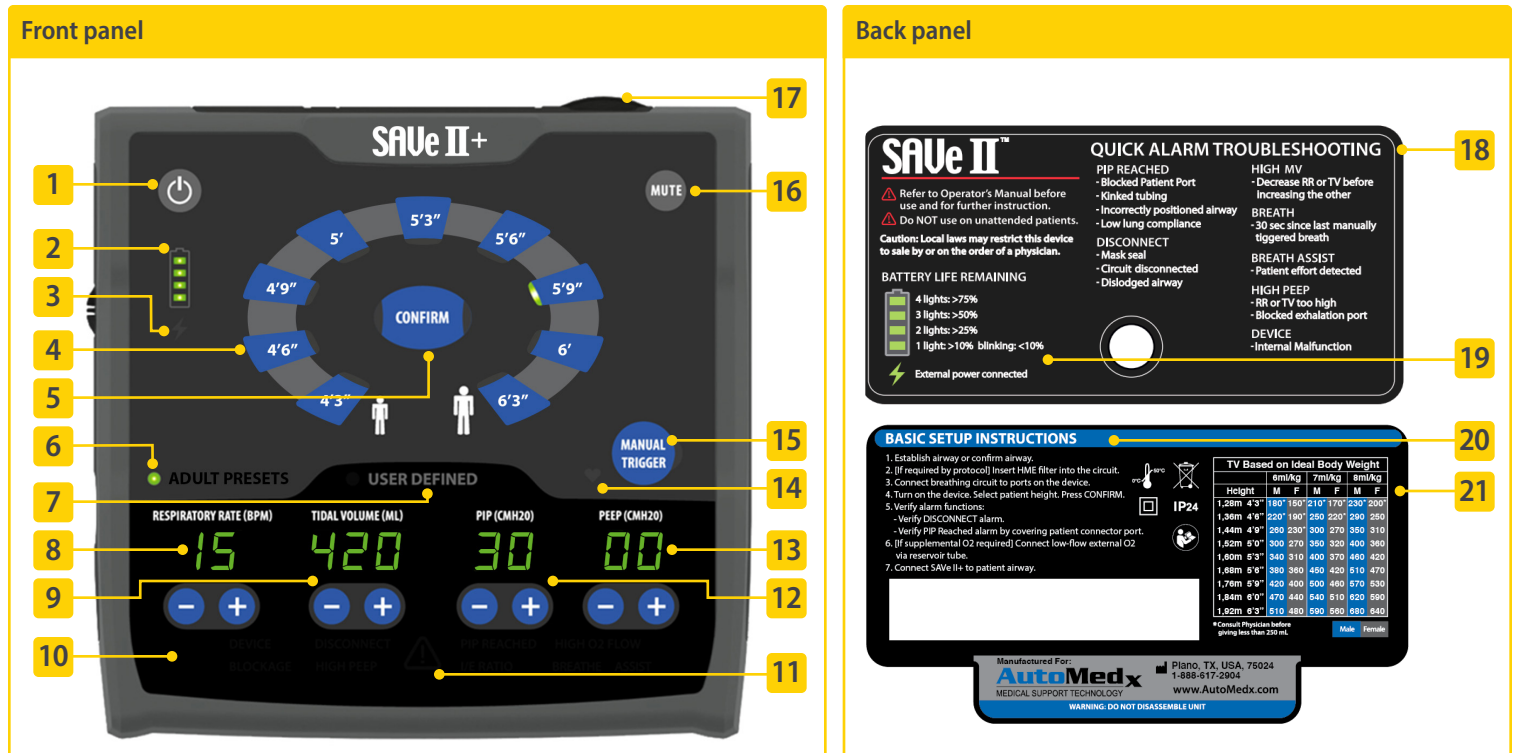 Front panel
SAVe II+
MUTE
5'3”
5'
5'6”
4'9”
5'9”
CONFIRM
4'6”
6'
4'3”
6'3”
MANUAL
TRIGGER
ADULT PRESETS
USER DEFINED
RESPIRATORY RATE (BPM)
TIDAL VOLUME (ML)
PIP (CMH20)
PEEP (CMH20)
15
420
30
00
DEVICE
DISCONNECT
PIP REACHED
HIGH O2 FLOW
BLOCKAGE
HIGH PEEP
I/E RATIO
BREATHE ASSIST
1
2
3
4
5
6
7
8
9
10
11
12
13
14
15
16
17
Back panel
SAVe II™
Refer to Operator's Manual before
use and for further instruction.
Do NOT use on unattended patients.
Caution: Local laws may restrict this device
to sale by or on the order of a physician.
BATTERY LIFE REMAINING
4 lights: >75%
3 lights: >50%
2 lights: >25%
1 light: >10% blinking: <10%
External power connected
QUICK ALARM TROUBLESHOOTING
PIP REACHED
- Blocked Patient Port
- Kinked tubing
- Incorrectly positioned airway
- Low lung compliance
DISCONNECT
- Mask seal
- Circuit disconnected
- Dislodged airway
HIGH MV
- Decrease RR or TV before
increasing the other
BREATH
- 30 sec since last manually
tiggered breath
BREATH ASSIST
- Patient effort detected
HIGH PEEP
- RR or TV too high
- Blocked exhalation port
DEVICE
- Internal Malfunction
18
19
BASIC SETUP INSTRUCTIONS
1. Establish airway or confirm airway.
2. [If required by protocol] Insert HME filter into the circuit.
3. Connect breathing circuit to ports on the device.
4. Turn on the device. Select patient height. Press CONFIRM.
5. Verify alarm functions:
- Verify DISCONNECT alarm.
- Verify PIP Reached alarm by covering patient connector port.
6. [If supplemental O2 required] Connect low-flow external O2
via reservoir tube.
7. Connect SAVe II+ to patient airway.
0°C
50°C
IP24
TV Based on Ideal Body Weight
6ml/kg 7ml/kg 8ml/kg
Height M F M F M F
1,28m 4'3” 180* 150* 210* 170* 230* 200*
1,36m 4'6” 220* 190* 250 220* 290 250
1,44m 4'9” 260 230* 300 270 350 310
1,52m 5'0” 300 270 350 320 400 360
1,60m 5'3” 340 310 400 370 460 420
1,68m 5'6” 380 360 450 420 510 470
1,76m 5'9” 420 400 500 460 570 530
1,84m 6'0” 470 440 540 510 620 590
1,92m 6'3” 510 480 590 560 680 640
*Consult Physician before
giving less than 250 mL
Male Female
20
21
Manufactured For:
AutoMedx
MEDICAL SUPPORT TECHNOLOGY
Plano, TX, USA, 75024
1-888-617-2904
www.AutoMedx.com
WARNING: DO NOT DISASSEMBLE UNIT